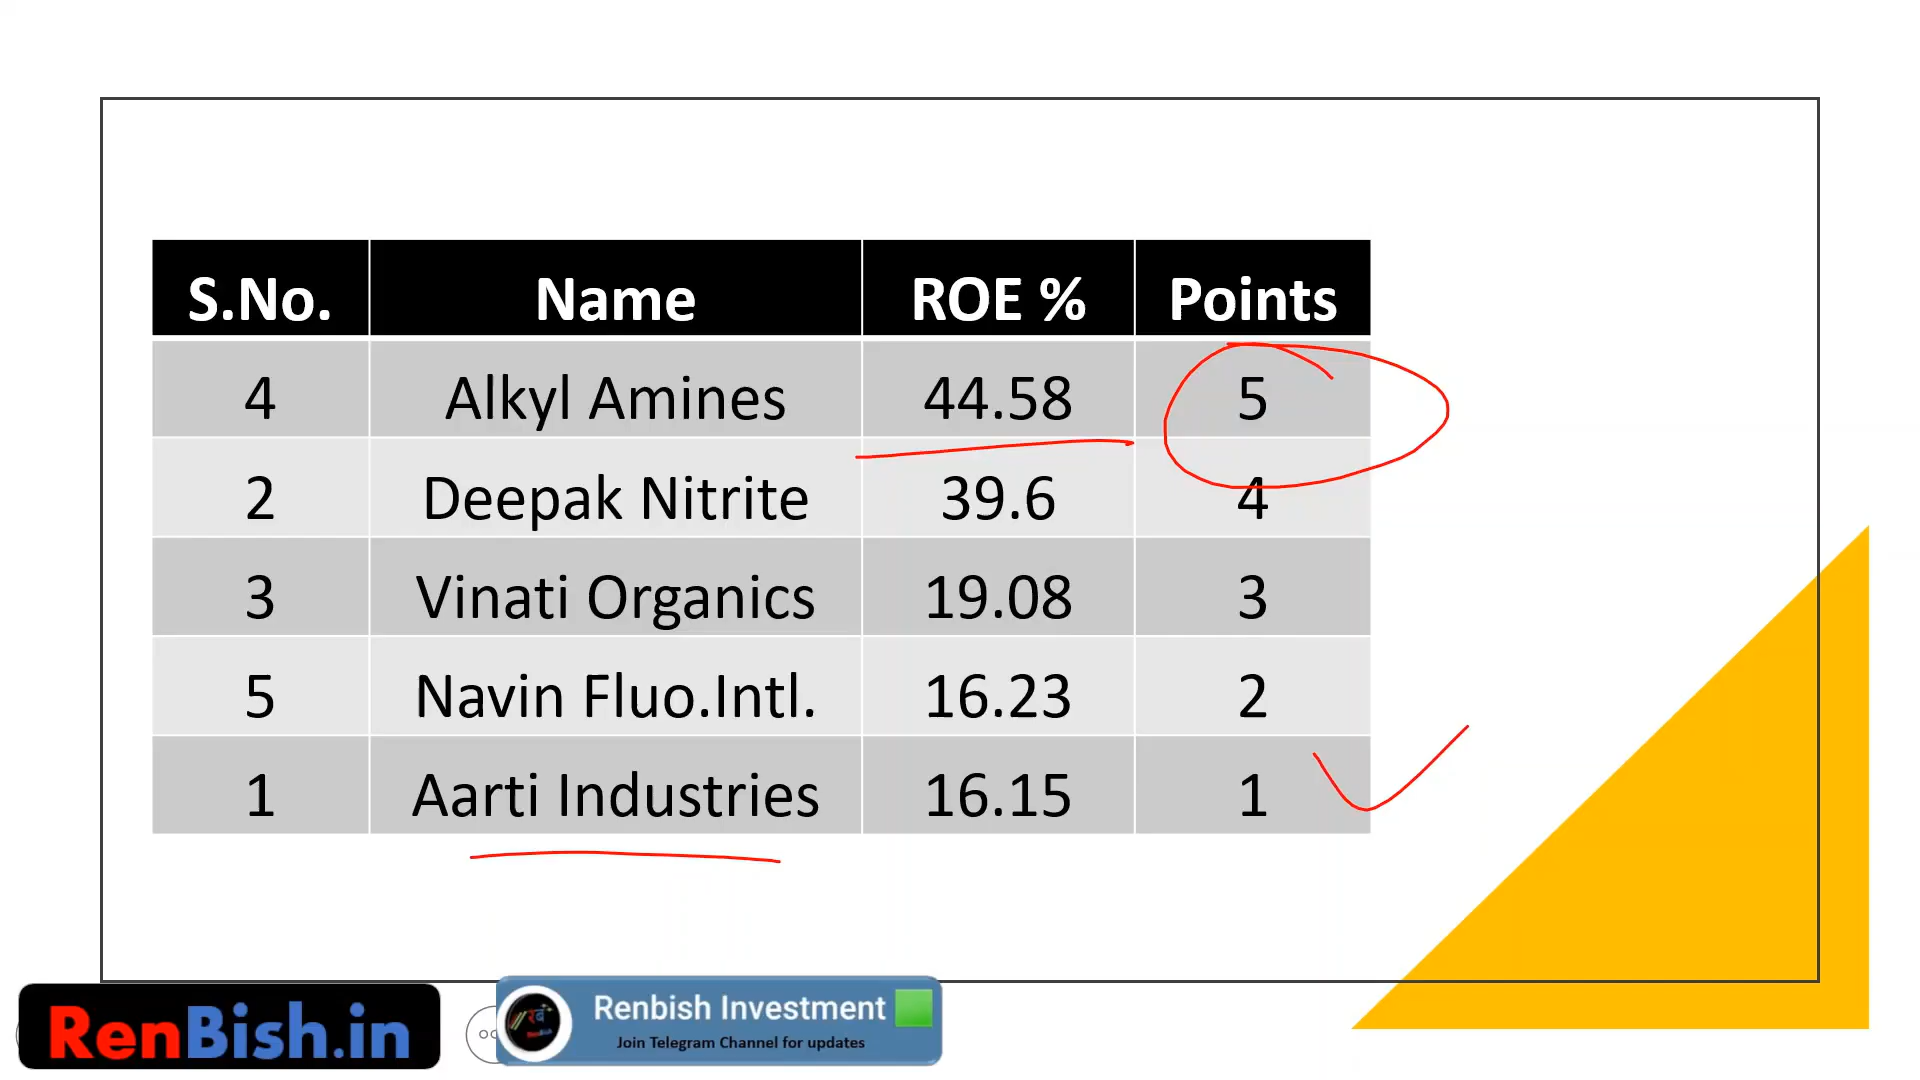 S.No. Name ROE % Points
4 Alkyl Amines 44.58 5
2 Deepak Nitrite 39.6 4
3 Vinati Organics 19.08 3
5 Navin Fluo.Intl. 16.23 2
1 Aarti Industries 16.15 1
RenBish.in
Renbish Investment
Join Telegram Channel for updates